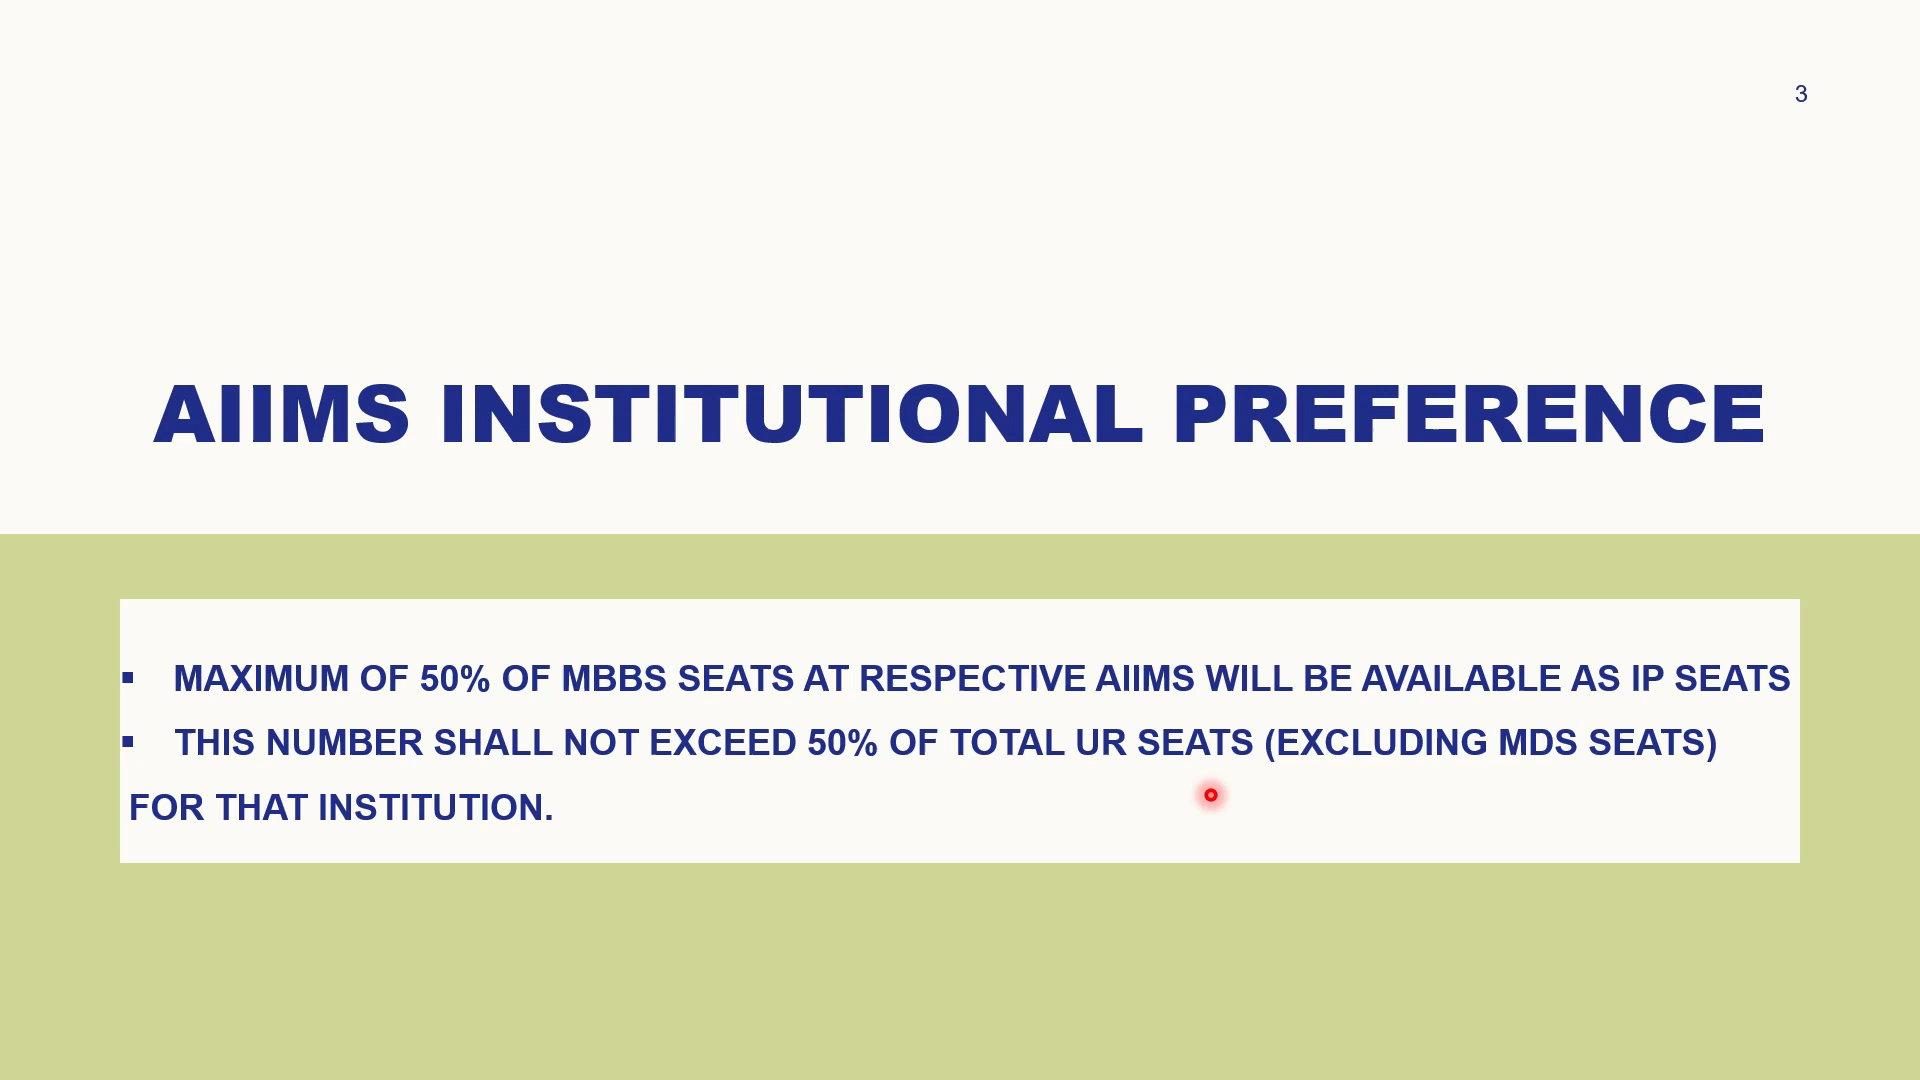 3
AIIMS INSTITUTIONAL PREFERENCE
▪ MAXIMUM OF 50% OF MBBS SEATS AT RESPECTIVE AIIMS WILL BE AVAILABLE AS IP SEATS
▪ THIS NUMBER SHALL NOT EXCEED 50% OF TOTAL UR SEATS (EXCLUDING MDS SEATS)
FOR THAT INSTITUTION.